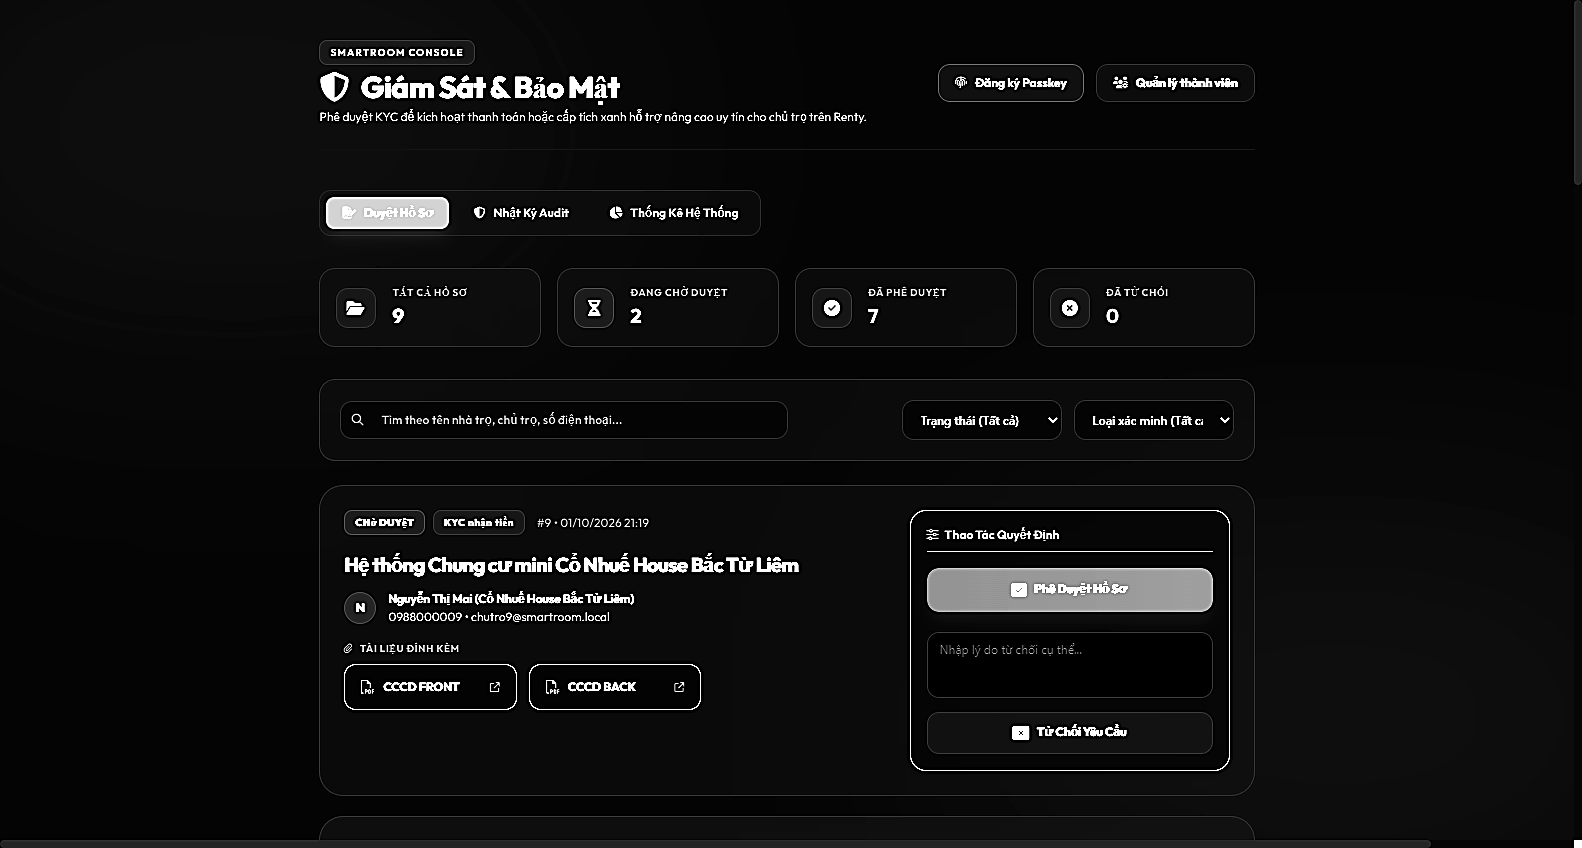 SMARTROOM CONSOLE
Giám Sát & Bảo Mật
Phê duyệt KYC để kích hoạt thanh toán hoặc cấp tích xanh hỗ trợ nâng cao uy tín cho chủ trọ trên Renty.
Đăng ký Passkey
Quản lý thành viên
Duyệt Hồ Sơ
Nhật Ký Audit
Thống Kê Hệ Thống
TẤT CẢ HỒ SƠ
9
ĐANG CHỜ DUYỆT
2
ĐÃ PHÊ DUYỆT
7
ĐÃ TỪ CHỐI
0
Tìm theo tên nhà trọ, chủ trọ, số điện thoại...
Trạng thái (Tất cả)
Loại xác minh (Tất cả
CHờ DUYỆT
KYC nhận tiền
#9 • 01/10/2026 21:19
Hệ thống Chung cư mini Cổ Nhuế House Bắc Từ Liêm
N
Nguyễn Thị Mai (Cổ Nhuế House Bắc Từ Liêm)
0988000009 • chutro9@smartroom.local
TÀI LIỆU ĐÍNH KÈM
PDF CCCD FRONT
PDF CCCD BACK
Thao Tác Quyết Định
Phê Duyệt Hồ Sơ
Nhập lý do từ chối cụ thể...
Từ Chối Yêu Cầu